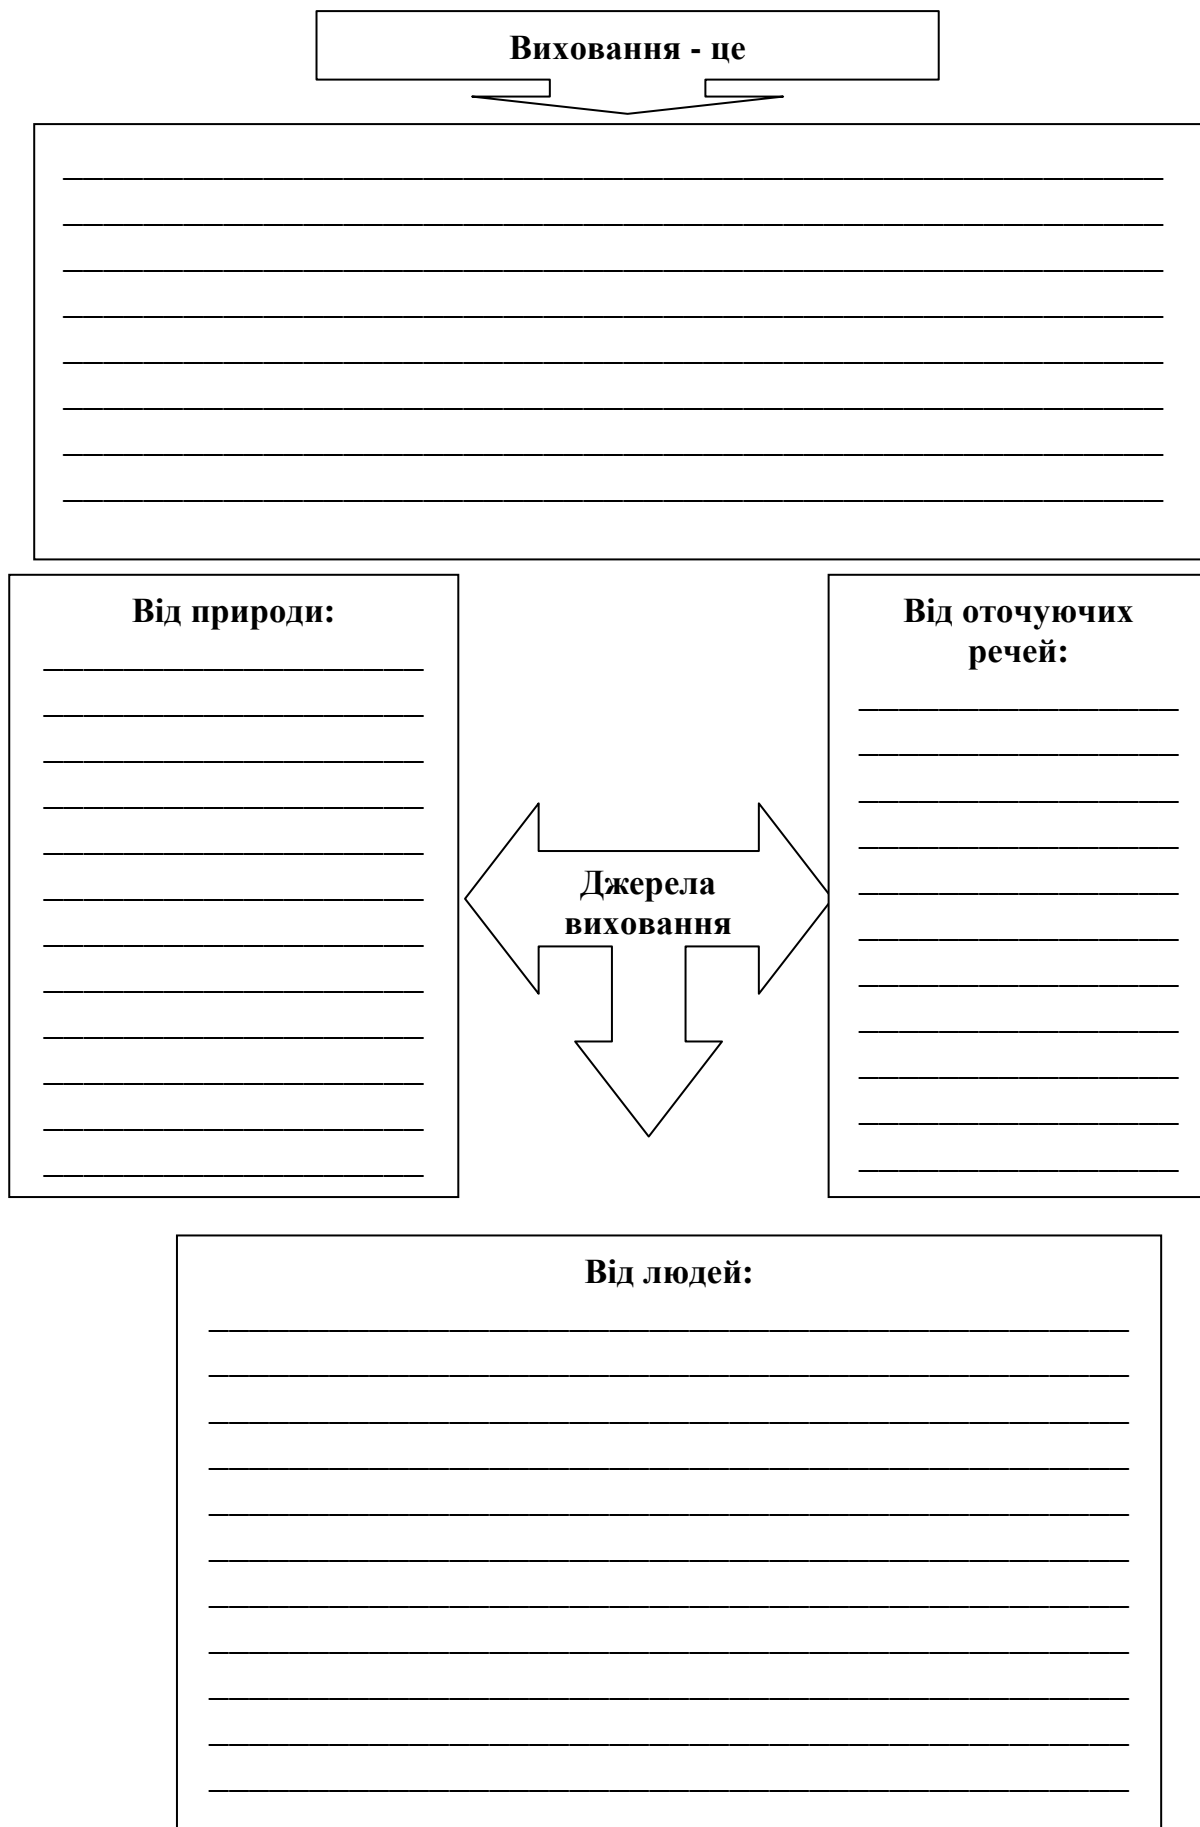 Виховання - це
Від природи:
Від оточуючих
речей:
Джерела
виховання
Від людей: